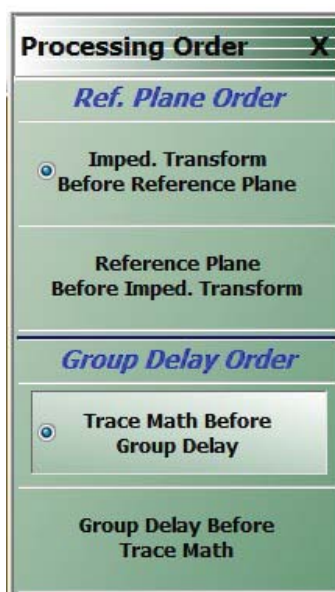 Processing Order X
Ref. Plane Order
Imped. Transform
Before Reference Plane
Reference Plane
Before Imped. Transform
Group Delay Order
Trace Math Before
Group Delay
Group Delay Before
Trace Math